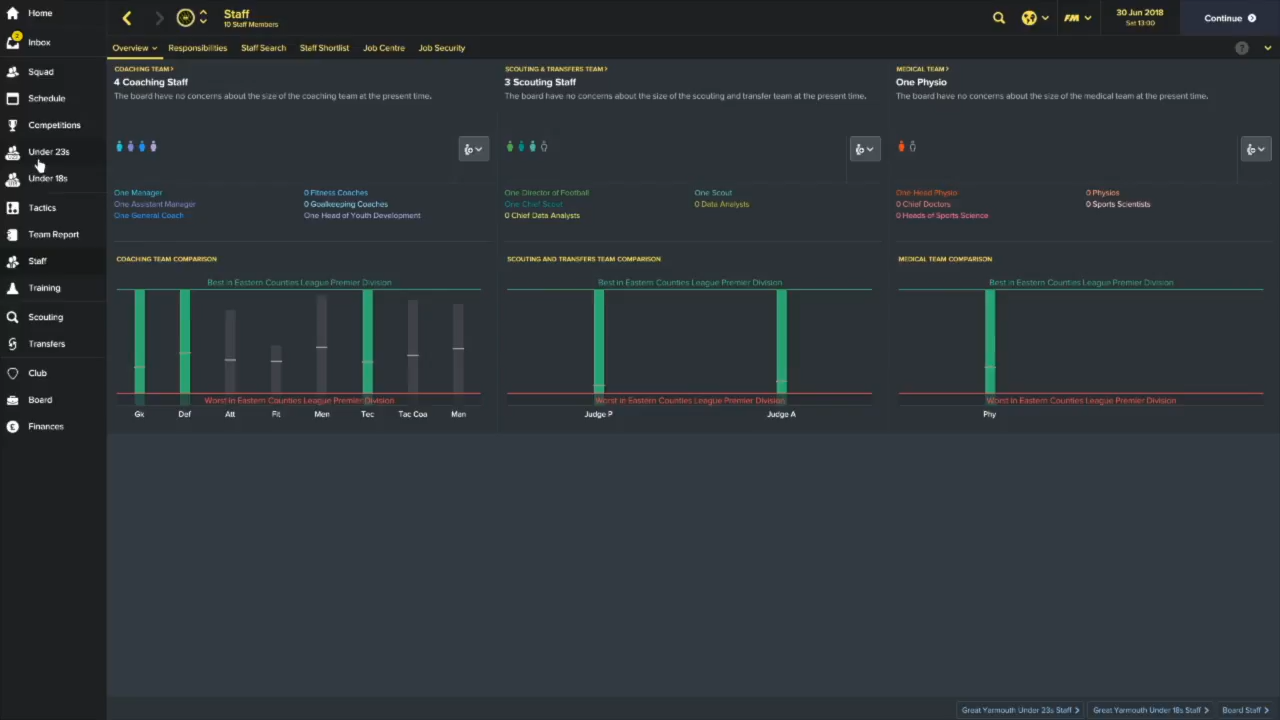 Home
2
Inbox
Squad
Schedule
Competitions
Under 23s
Under 18s
Tactics
Team Report
Staff
Training
Scouting
Transfers
Club
Board
Finances
Staff
10 Staff Members
FM
30 Jun 2018
Sat 13:00
Continue
Overview
Responsibilities
Staff Search
Staff Shortlist
Job Centre
Job Security
?
COACHING TEAM >
4 Coaching Staff
The board have no concerns about the size of the coaching team at the present time.
One Manager
One Assistant Manager
One General Coach
0 Fitness Coaches
0 Goalkeeping Coaches
One Head of Youth Development
SCOUTING & TRANSFERS TEAM >
3 Scouting Staff
The board have no concerns about the size of the scouting and transfer team at the present time.
One Director of Football
One Chief Scout
0 Chief Data Analysts
One Scout
0 Data Analysts
MEDICAL TEAM >
One Physio
The board have no concerns about the size of the medical team at the present time.
One Head Physio
0 Chief Doctors
0 Heads of Sports Science
0 Physios
0 Sports Scientists
COACHING TEAM COMPARISON
Best in Eastern Counties League Premier Division
Worst in Eastern Counties League Premier Division
Gk Def Att Fit Men Tec Tac Coa Man
SCOUTING AND TRANSFERS TEAM COMPARISON
Best in Eastern Counties League Premier Division
Worst in Eastern Counties League Premier Division
Judge P Judge A
MEDICAL TEAM COMPARISON
Best in Eastern Counties League Premier Division
Worst in Eastern Counties League Premier Division
Phy
Great Yarmouth Under 23s Staff >
Great Yarmouth Under 18s Staff >
Board Staff >